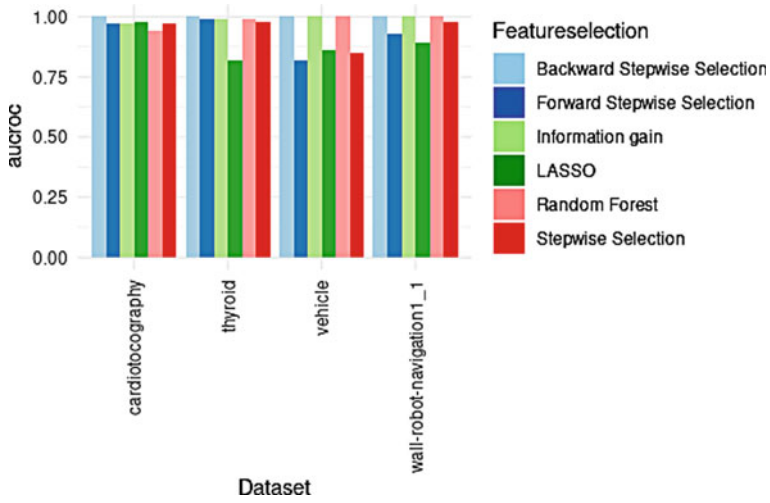 1.00
0.75
0.50
0.25
0.00
aucroc
cardiotocography
thyroid
vehicle
wall-robot-navigation1_1
Dataset
Featureselection
Backward Stepwise Selection
Forward Stepwise Selection
Information gain
LASSO
Random Forest
Stepwise Selection